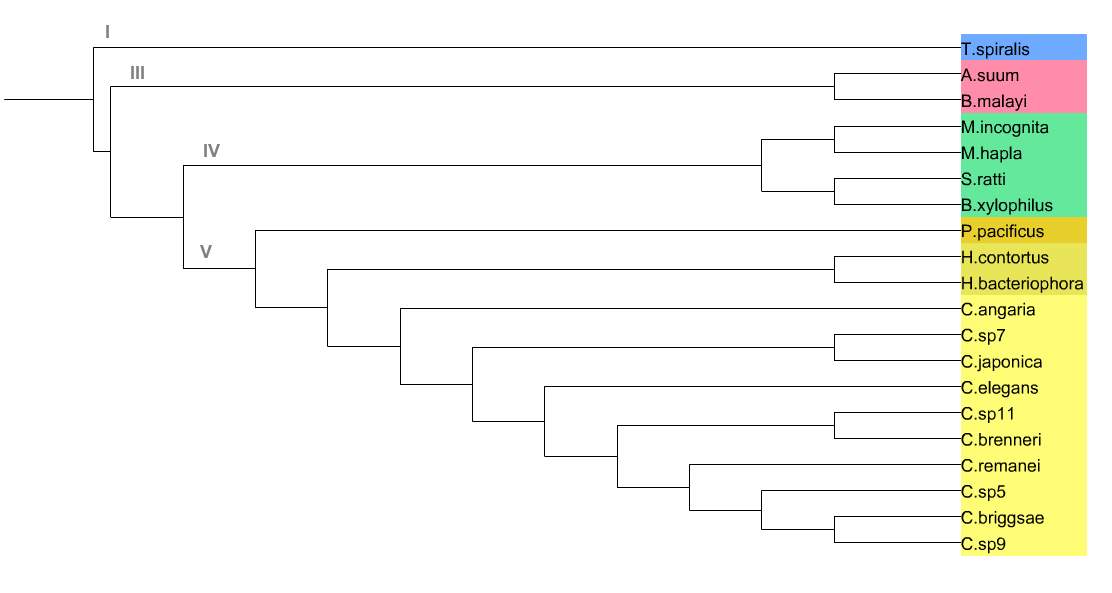 I
T.spiralis
III
A.suum
B.malayi
M.incognita
IV
M.hapla
S.ratti
B.xylophilus
P.pacificus
V
H.contortus
H.bacteriophora
C.angaria
C.sp7
C.japonica
C.elegans
C.sp11
C.brenneri
C.remanei
C.sp5
C.briggsae
C.sp9